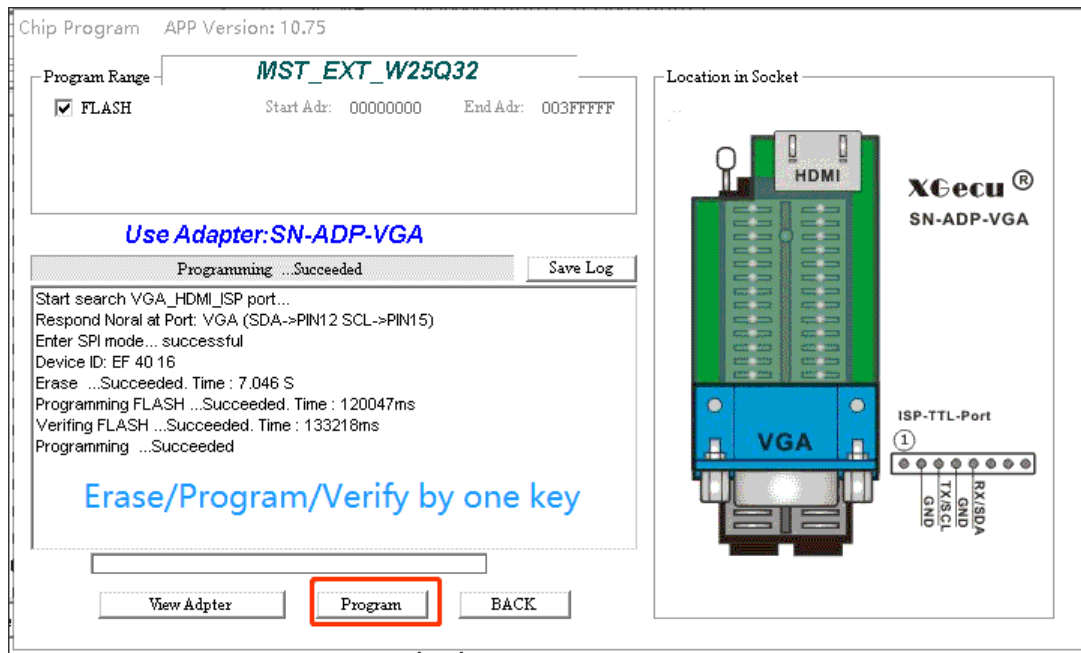 Chip Program APP Version: 10.75
Program Range
MST_EXT_W25Q32
FLASH Start Adr: 00000000 End Adr: 003FFFFF
Use Adapter:SN-ADP-VGA
Programming ...Succeeded Save Log
Start search VGA_HDMI_ISP port...
Respond Noral at Port: VGA (SDA->PIN12 SCL->PIN15)
Enter SPI mode... successful
Device ID: EF 40 16
Erase ...Succeeded. Time : 7.046 S
Programming FLASH ...Succeeded. Time : 120047ms
Verifing FLASH ...Succeeded. Time : 133218ms
Programming ...Succeeded
Erase/Program/Verify by one key
View Adpter Program BACK
Location in Socket
HDMI
XGecu ®
SN-ADP-VGA
VGA
ISP-TTL-Port
1
GND
TX/SCL
GND
RX/SDA